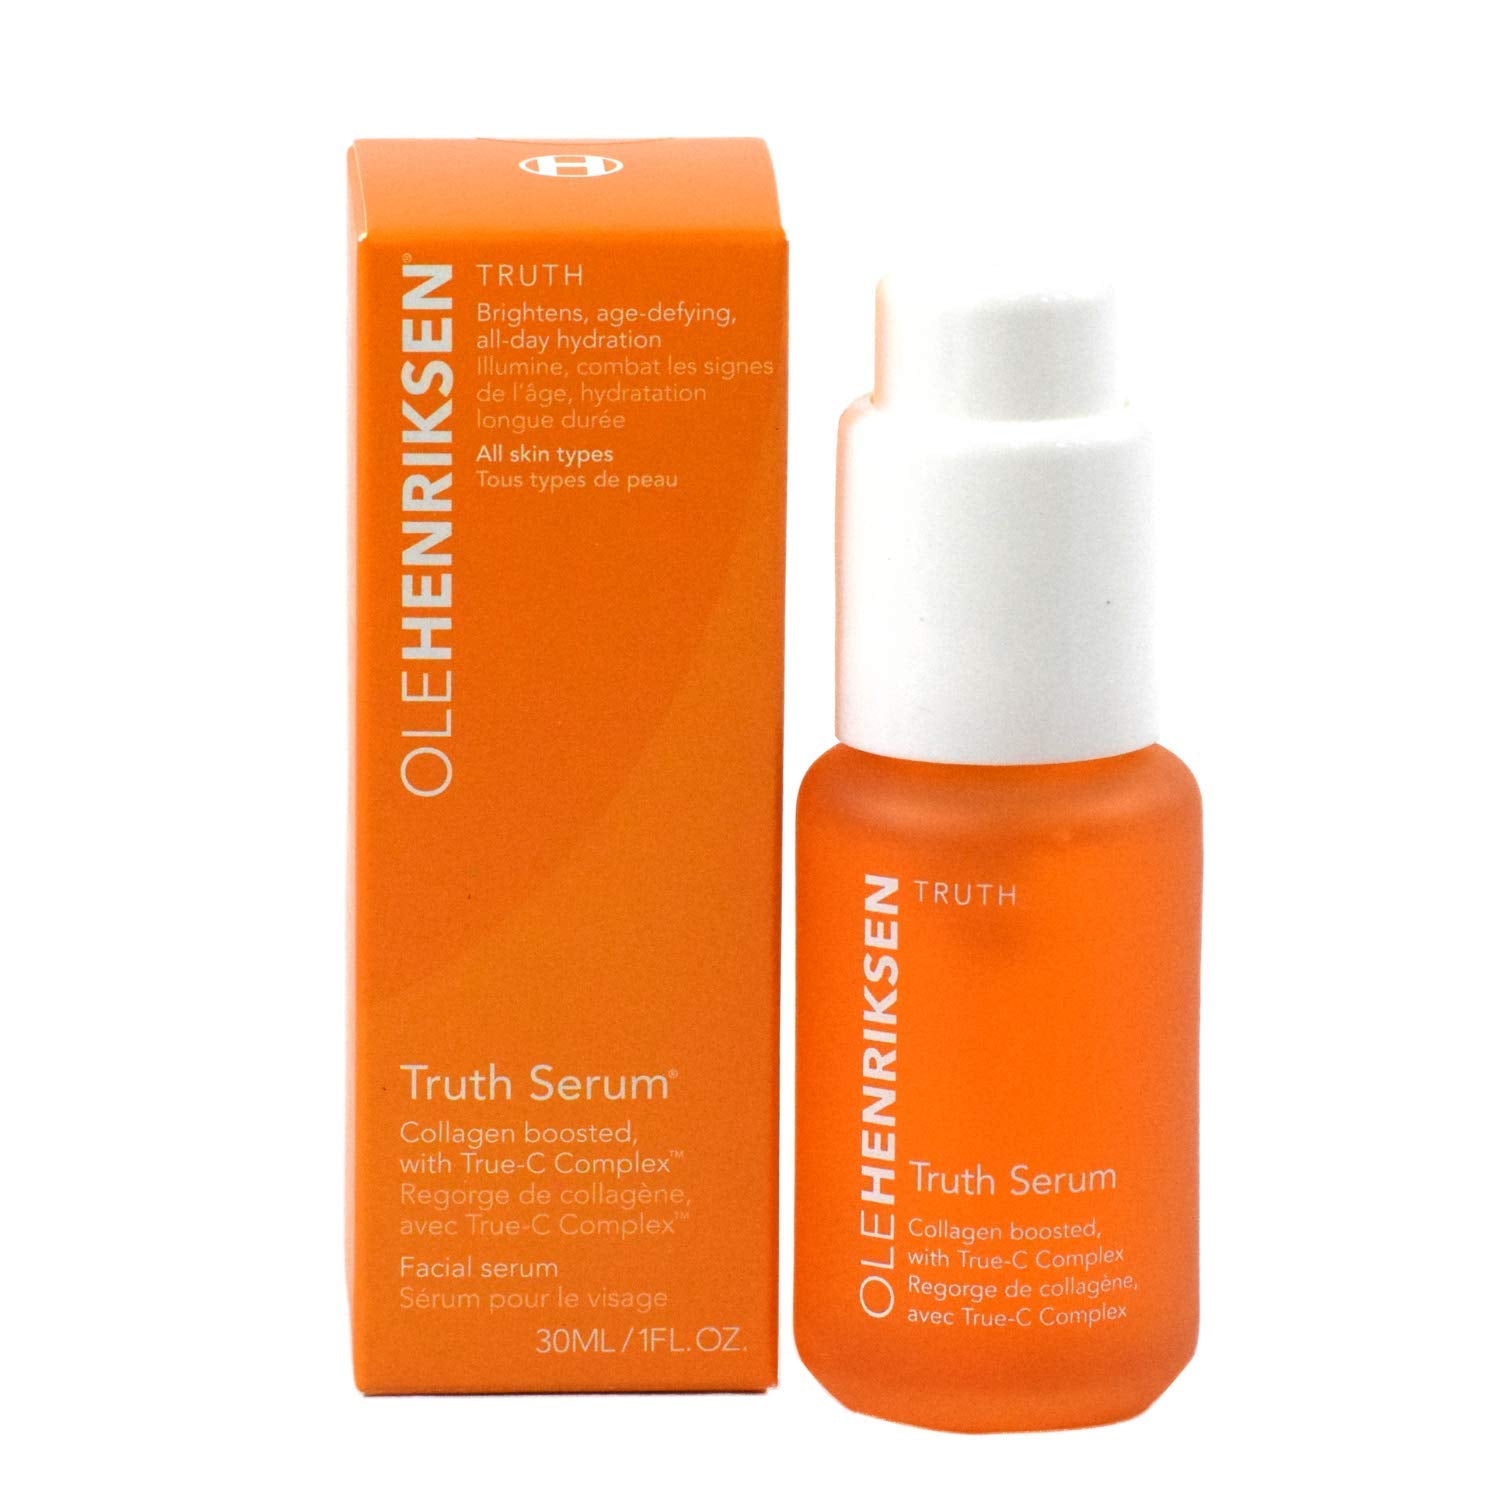 H
OLEHENRIKSEN®
TRUTH
Brightens, age-defying,
all-day hydration
Illumine, combat les signes
de l'âge, hydratation
longue durée
All skin types
Tous types de peau
Truth Serum®
Collagen boosted,
with True-C Complex™
Regorge de collagène,
avec True-C Complex™
Facial serum
Sérum pour le visage
30ML/1FL.OZ.
OLEHENRIKSEN
TRUTH
Truth Serum
Collagen boosted,
with True-C Complex
Regorge de collagène,
avec True-C Complex